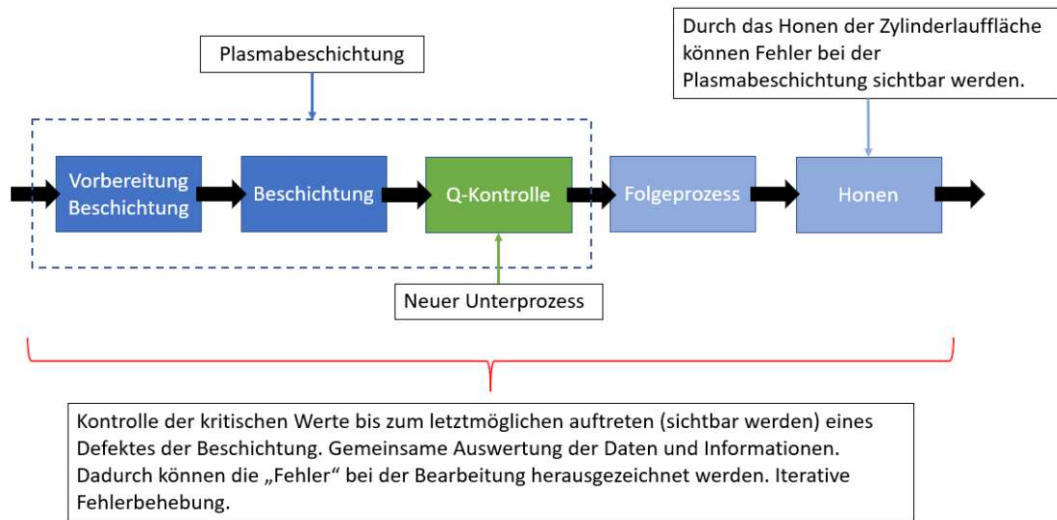 Plasmabeschichtung
Durch das Honen der Zylinderlauffläche
können Fehler bei der
Plasmabeschichtung sichtbar werden.
Vorbereitung
Beschichtung
Beschichtung
Q-Kontrolle
Folgeprozess
Honen
Neuer Unterprozess
Kontrolle der kritischen Werte bis zum letztmöglichen auftreten (sichtbar werden) eines
Defektes der Beschichtung. Gemeinsame Auswertung der Daten und Informationen.
Dadurch können die „Fehler“ bei der Bearbeitung herausgezeichnet werden. Iterative
Fehlerbehebung.